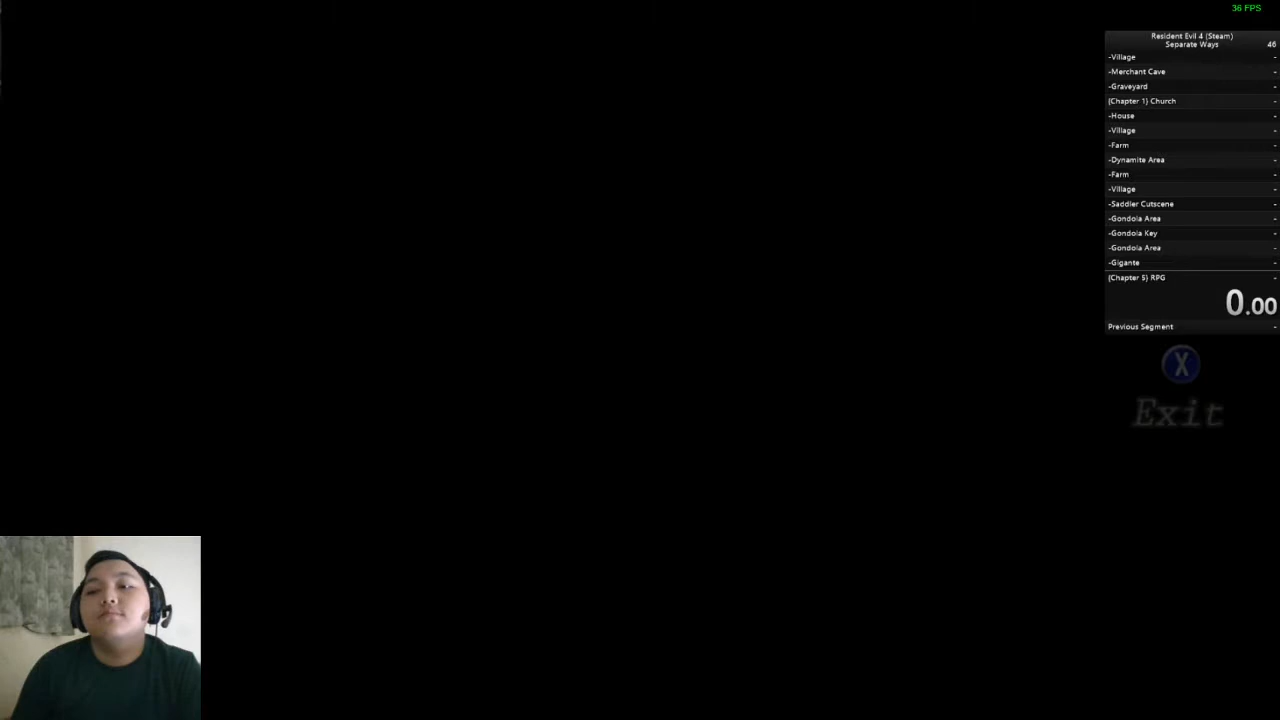 36 FPS
Resident Evil 4 (Steam)
Separate Ways 46
-Village -
-Merchant Cave -
-Graveyard -
(Chapter 1) Church -
-House -
-Village -
-Farm -
-Dynamite Area -
-Farm -
-Village -
-Saddler Cutscene -
-Gondola Area -
-Gondola Key -
-Gondola Area -
-Gigante -
(Chapter 5) RPG -
0.00
Previous Segment -
X
Exit